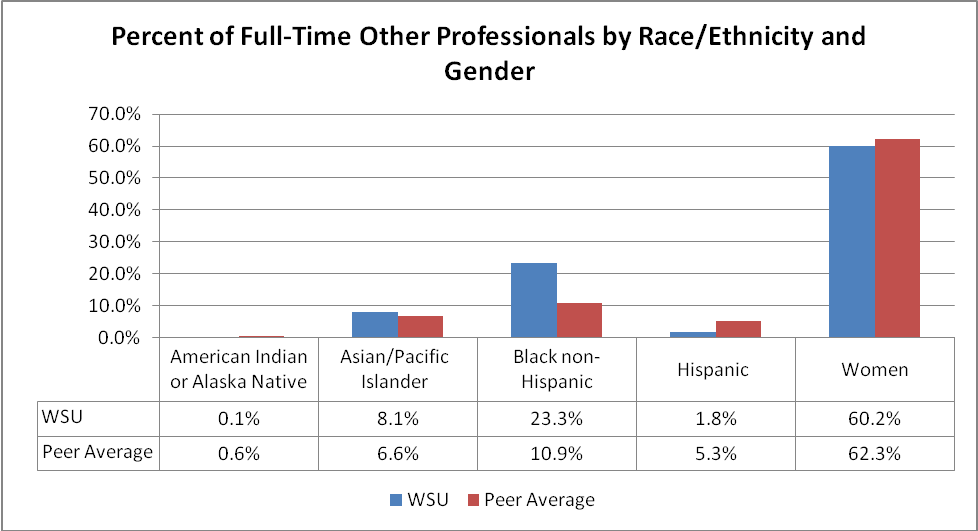 Percent of Full-Time Other Professionals by Race/Ethnicity and
Gender
70.0%
60.0%
50.0%
40.0%
30.0%
20.0%
10.0%
0.0%
American Indian or Alaska Native
Asian/Pacific Islander
Black non-Hispanic
Hispanic
Women
WSU 0.1% 8.1% 23.3% 1.8% 60.2%
Peer Average 0.6% 6.6% 10.9% 5.3% 62.3%
WSU Peer Average